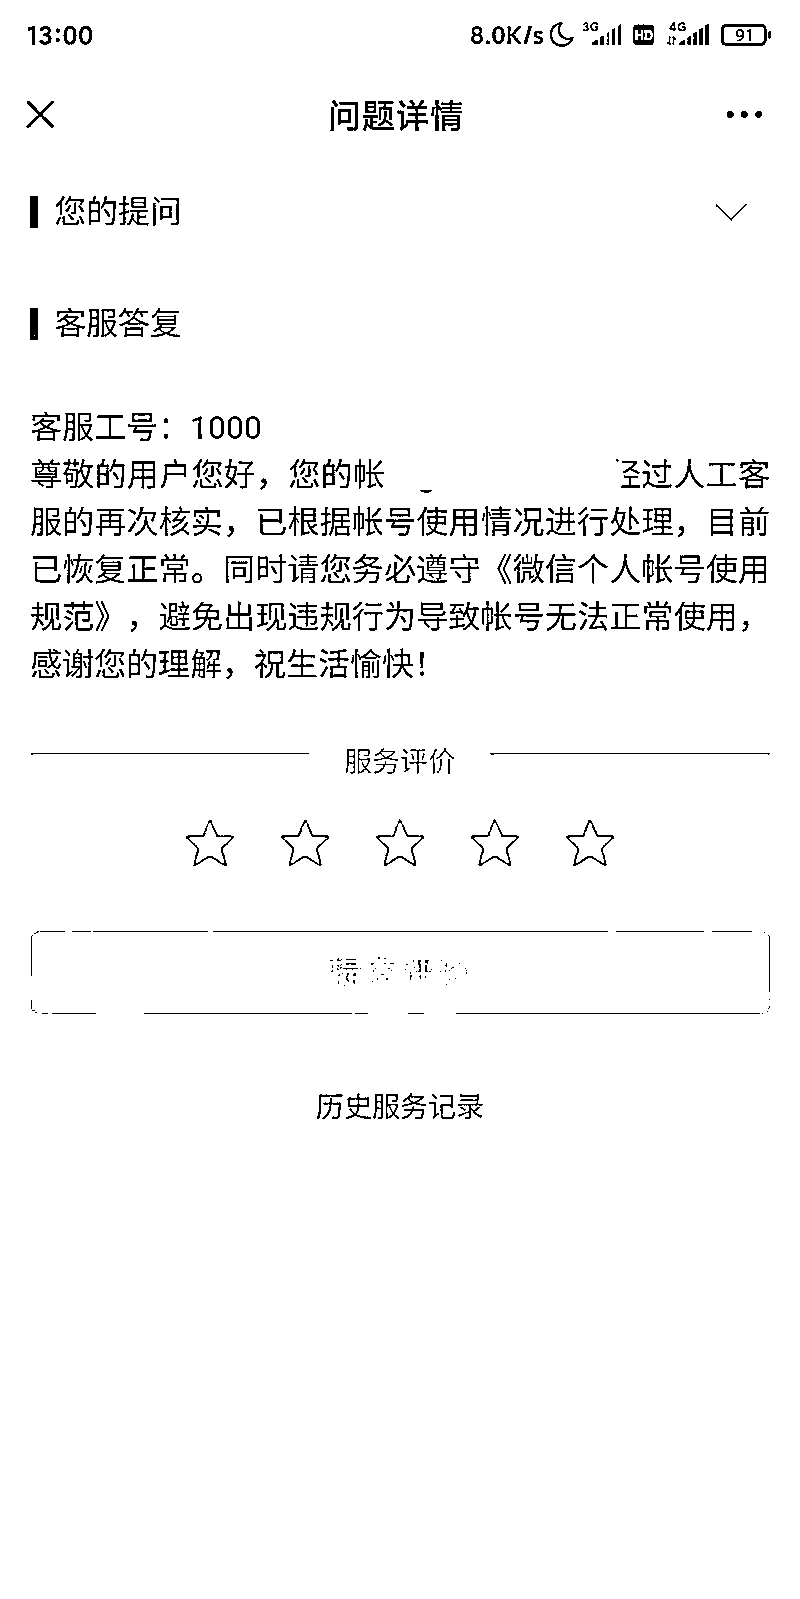 13:00
8.0K/s 3G HD 4G 91
问题详情
您的提问
客服答复
客服工号：1000
尊敬的用户您好，您的帐 经过人工客
服的再次核实，已根据帐号使用情况进行处理，目前
已恢复正常。同时请您务必遵守《微信个人帐号使用
规范》，避免出现违规行为导致帐号无法正常使用，
感谢您的理解，祝生活愉快！
服务评价
历史服务记录